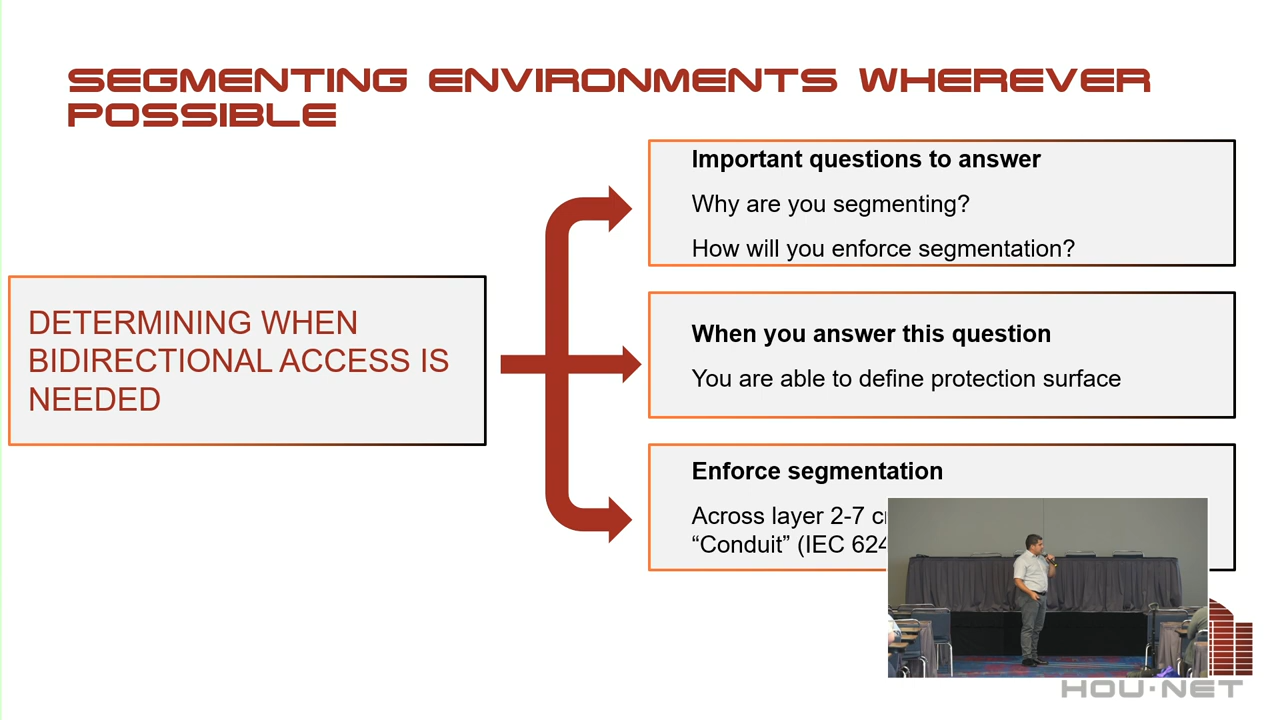 SEGMENTING ENVIRONMENTS WHEREVER
POSSIBLE
DETERMINING WHEN
BIDIRECTIONAL ACCESS IS
NEEDED
Important questions to answer
Why are you segmenting?
How will you enforce segmentation?
When you answer this question
You are able to define protection surface
Enforce segmentation
Across layer 2-7
“Conduit” (IEC
HOU·NET